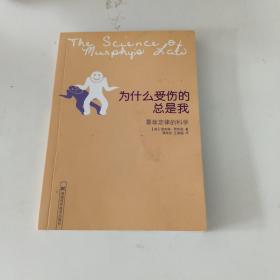 The Science of
Murphy's Law
为什么受伤的
总是我
墨菲定律的科学